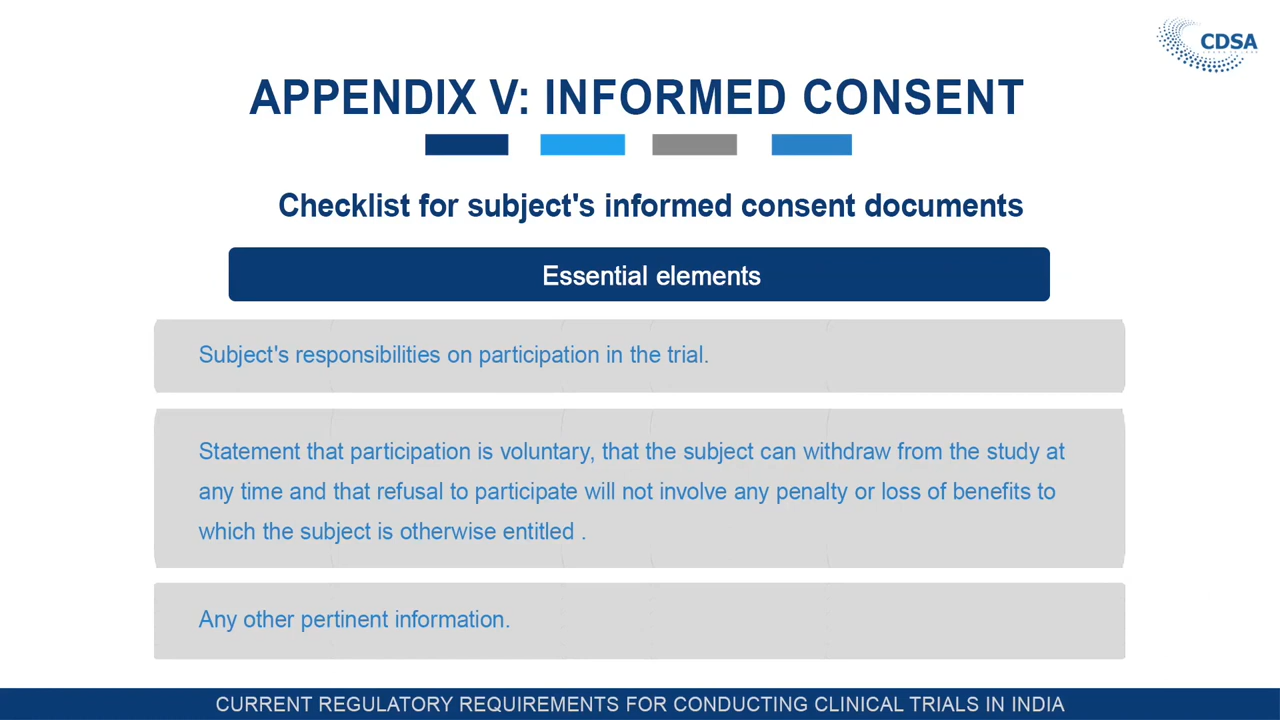 CDSA
APPENDIX V: INFORMED CONSENT
Checklist for subject's informed consent documents
Essential elements
Subject's responsibilities on participation in the trial.
Statement that participation is voluntary, that the subject can withdraw from the study at
any time and that refusal to participate will not involve any penalty or loss of benefits to
which the subject is otherwise entitled .
Any other pertinent information.
CURRENT REGULATORY REQUIREMENTS FOR CONDUCTING CLINICAL TRIALS IN INDIA